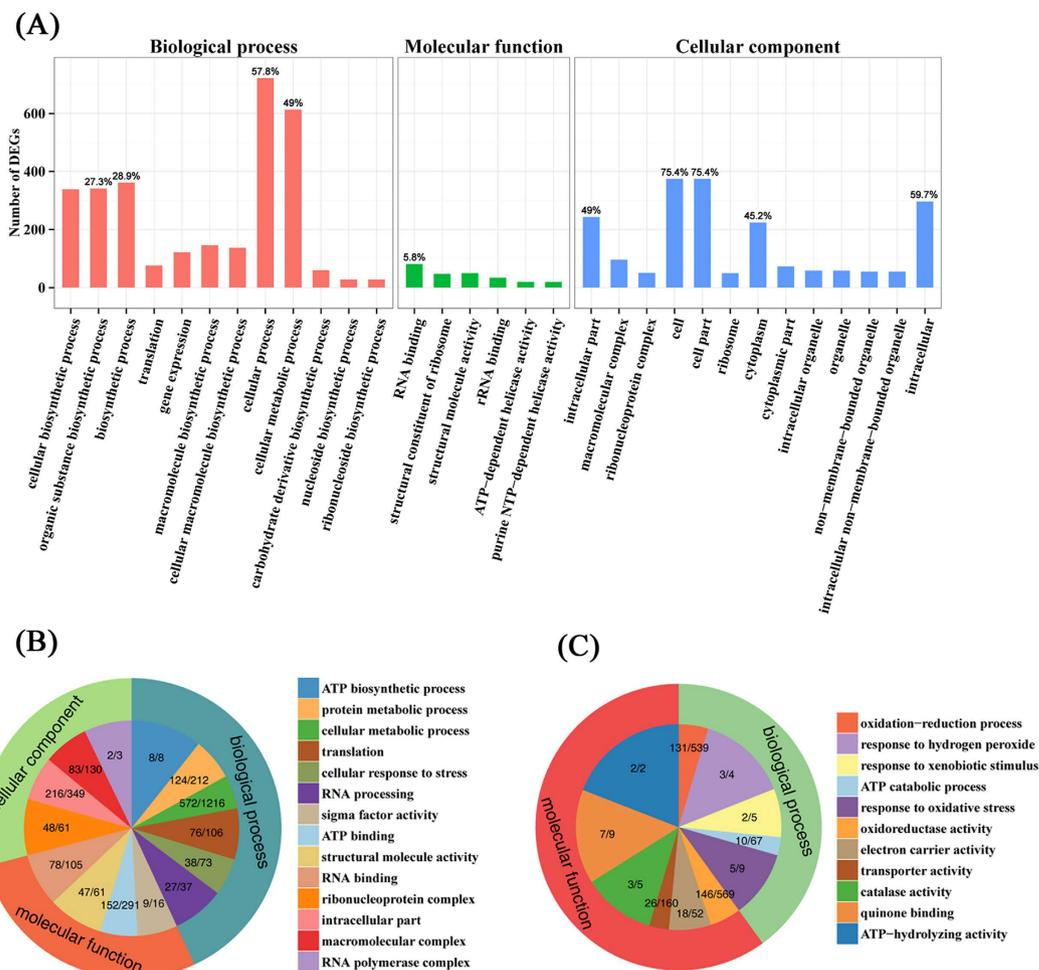 (A)
Biological process
Molecular function
Cellular component
Number of DEGs
600
400
200
0
27.3%
28.9%
57.8%
49%
5.8%
49%
75.4%
75.4%
45.2%
59.7%
cellular biosynthetic process
organic substance biosynthetic process
biosynthetic process
translation
gene expression
macromolecule biosynthetic process
cellular macromolecule biosynthetic process
cellular process
cellular metabolic process
carbohydrate derivative biosynthetic process
nucleoside biosynthetic process
ribonucleoside biosynthetic process
RNA binding
structural constituent of ribosome
structural molecule activity
rRNA binding
ATP−dependent helicase activity
purine NTP−dependent helicase activity
intracellular part
macromolecular complex
ribonucleoprotein complex
cell
cell part
ribosome
cytoplasm
cytoplasmic part
intracellular organelle
organelle
non−membrane−bounded organelle
intracellular non−membrane−bounded organelle
intracellular
(B)
component
biological process
molecular function
8/8
124/212
572/1216
76/106
38/73
27/37
9/16
152/291
47/61
78/105
48/61
216/349
83/130
2/3
ATP biosynthetic process
protein metabolic process
cellular metabolic process
translation
cellular response to stress
RNA processing
sigma factor activity
ATP binding
structural molecule activity
RNA binding
ribonucleoprotein complex
intracellular part
macromolecular complex
RNA polymerase complex
(C)
biological process
molecular function
131/539
3/4
2/5
10/67
5/9
146/569
18/52
26/160
3/5
7/9
2/2
oxidation−reduction process
response to hydrogen peroxide
response to xenobiotic stimulus
ATP catabolic process
response to oxidative stress
oxidoreductase activity
electron carrier activity
transporter activity
catalase activity
quinone binding
ATP−hydrolyzing activity